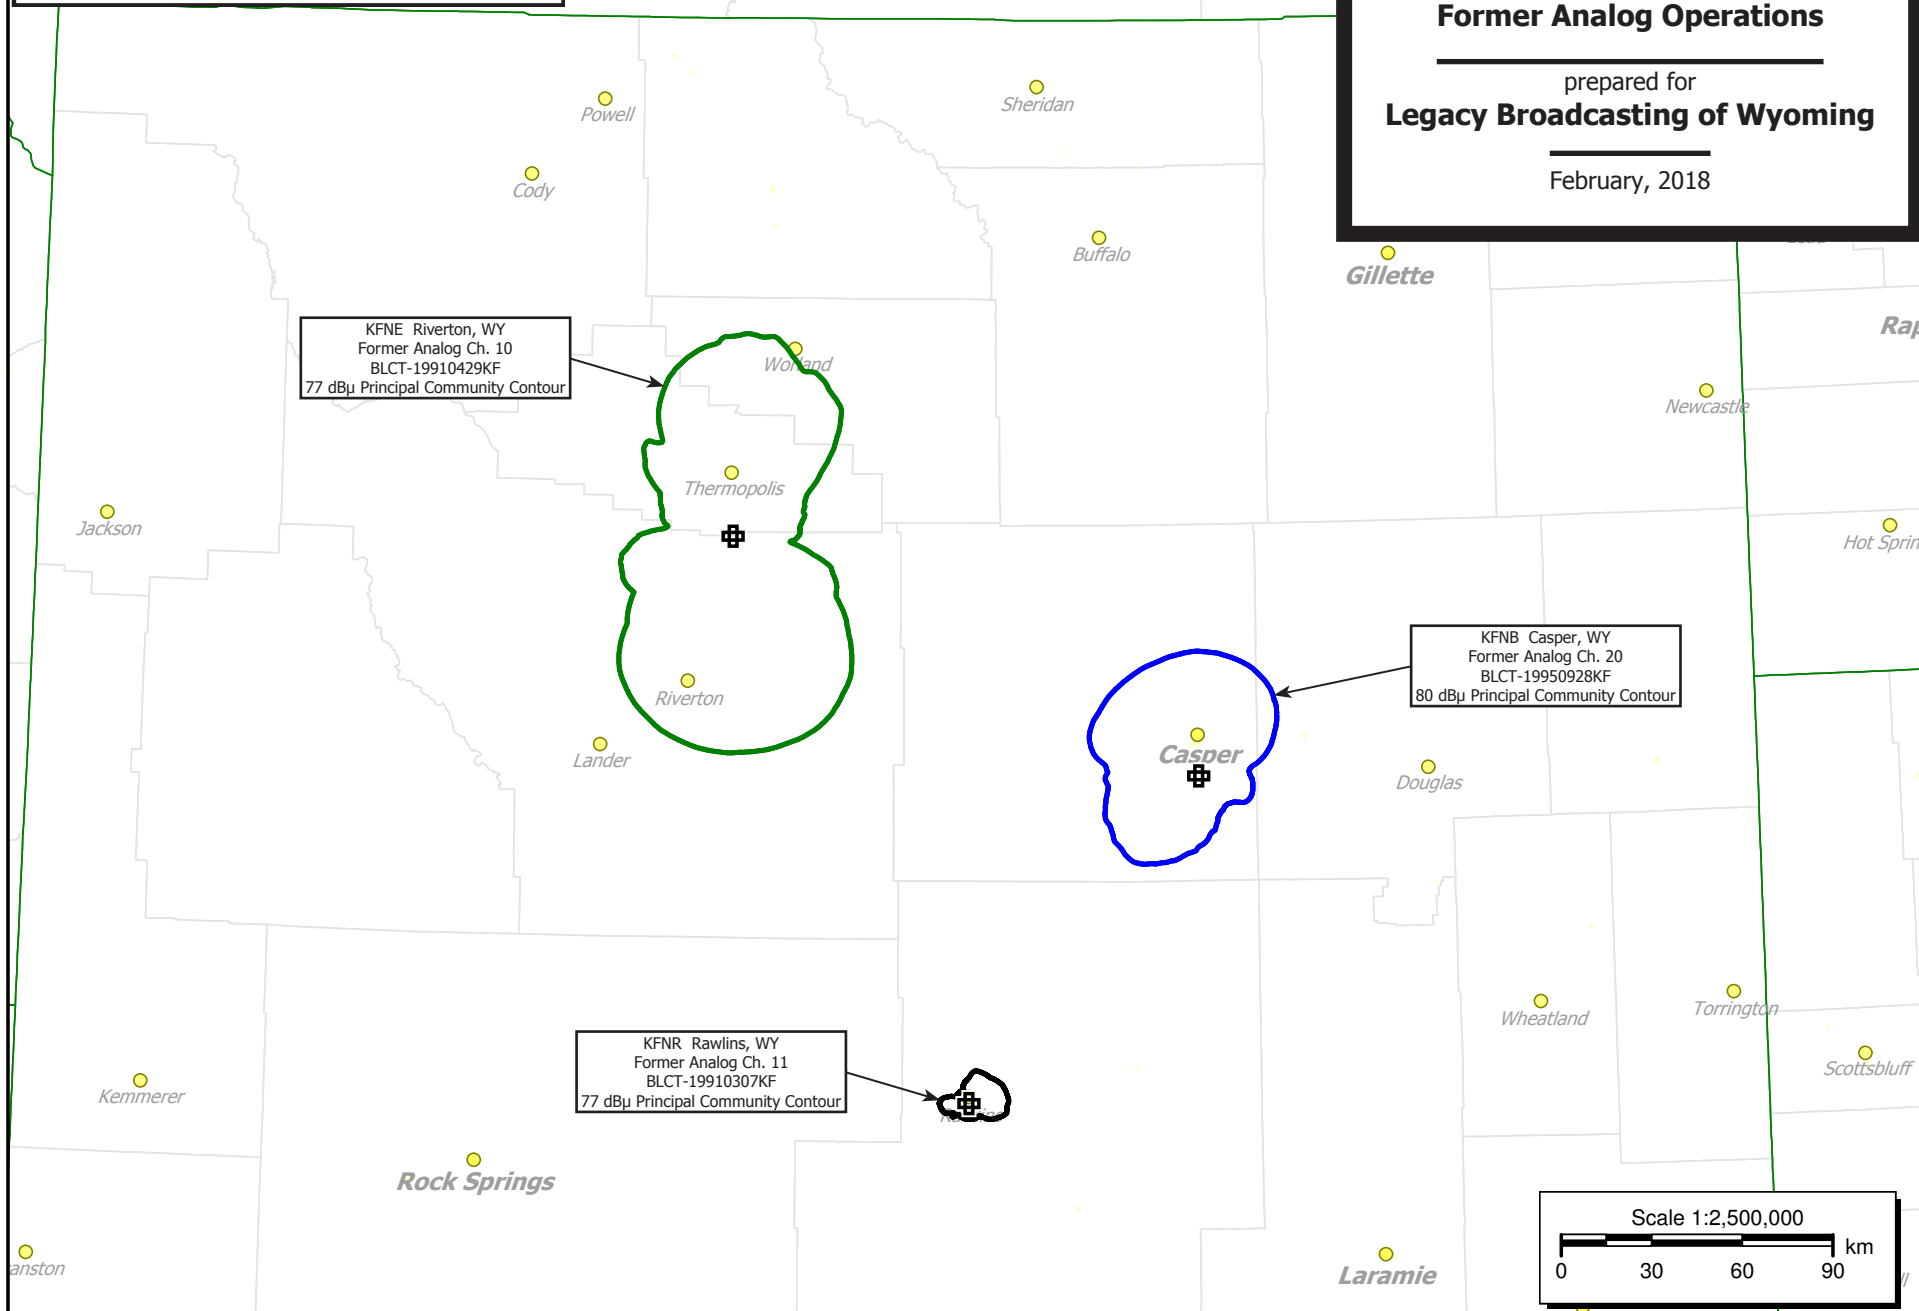 Former Analog Operations
prepared for
Legacy Broadcasting of Wyoming
February, 2018
Powell
Sheridan
Cody
Buffalo
Gillette
KFNE Riverton, WY
Former Analog Ch. 10
BLCT-19910429KF
77 dBµ Principal Community Contour
Worland
Newcastle
Thermopolis
Jackson
Hot Sprin
KFNB Casper, WY
Former Analog Ch. 20
BLCT-19950928KF
80 dBµ Principal Community Contour
Riverton
Lander
Casper
Douglas
Wheatland
Torrington
KFNR Rawlins, WY
Former Analog Ch. 11
BLCT-19910307KF
77 dBµ Principal Community Contour
Scottsbluff
Kemmerer
Rock Springs
Scale 1:2,500,000
km
0 30 60 90
anston
Laramie
Rap